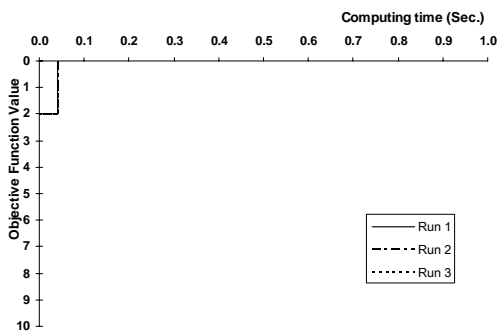 Computing time (Sec.)
0.0 0.1 0.2 0.3 0.4 0.5 0.6 0.7 0.8 0.9 1.0
Objective Function Value
0
1
2
3
4
5
6
7
8
9
10
Run 1
Run 2
Run 3